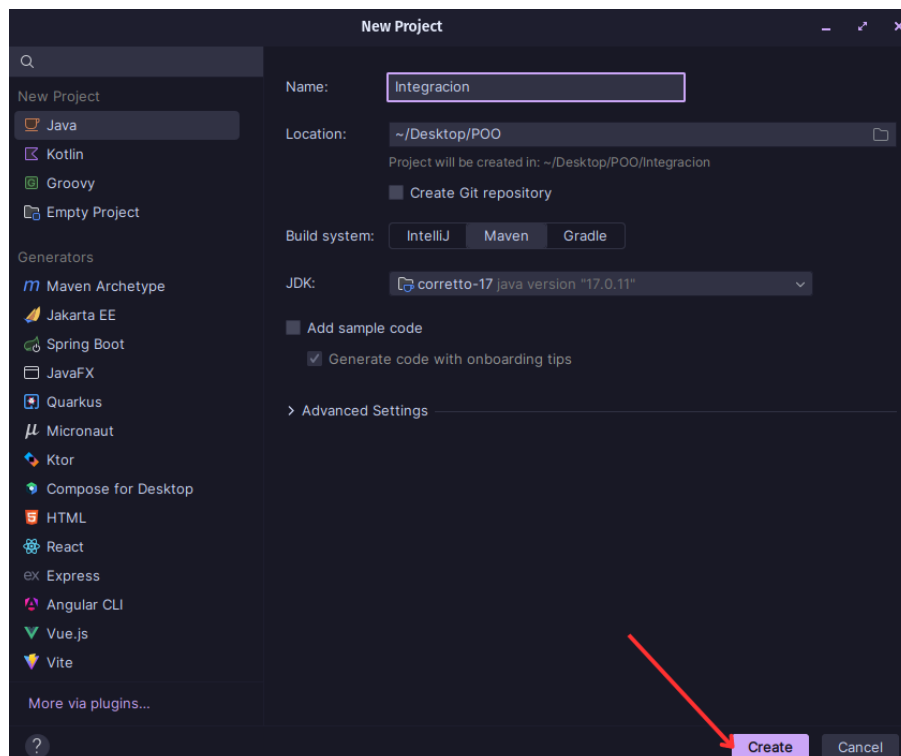 New Project
New Project
Java
Kotlin
Groovy
Empty Project
Generators
Maven Archetype
Jakarta EE
Spring Boot
JavaFX
Quarkus
Micronaut
Ktor
Compose for Desktop
HTML
React
ex Express
Angular CLI
Vue.js
Vite
More via plugins...
?
Name: Integracion
Location: ~/Desktop/POO
Project will be created in: ~/Desktop/POO/Integracion
Create Git repository
Build system: IntelliJ Maven Gradle
JDK: corretto-17 java version "17.0.11"
Add sample code
Generate code with onboarding tips
Advanced Settings
Create Cancel